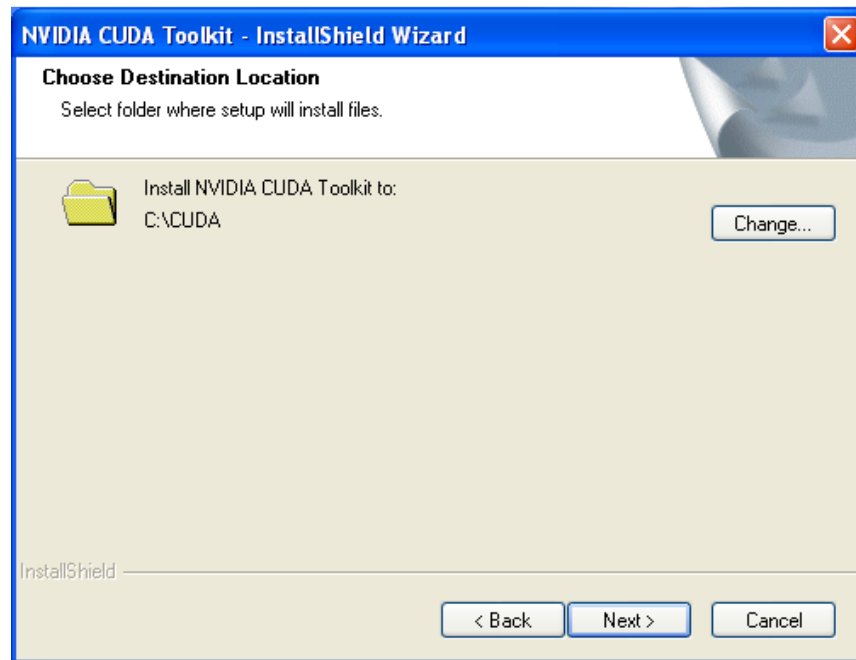 NVIDIA CUDA Toolkit - InstallShield Wizard
Choose Destination Location
Select folder where setup will install files.
Install NVIDIA CUDA Toolkit to:
C:\CUDA
Change...
InstallShield
< Back
Next >
Cancel